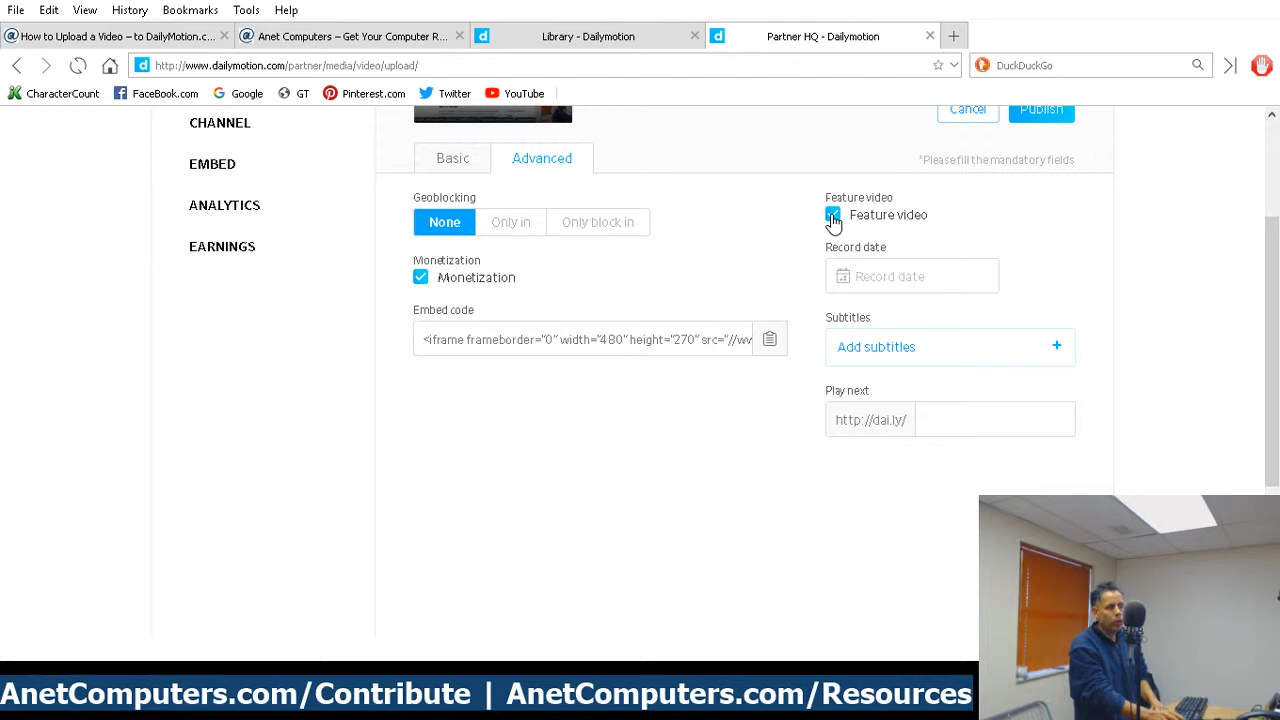 File Edit View History Bookmarks Tools Help
How to Upload a Video – to DailyMotion.c... Anet Computers – Get Your Computer R... Library - Dailymotion Partner HQ - Dailymotion
http://www.dailymotion.com/partner/media/video/upload/ DuckDuckGo
CharacterCount FaceBook.com Google GT Pinterest.com Twitter YouTube
CHANNEL
EMBED
ANALYTICS
EARNINGS
Cancel Publish
Basic Advanced
*Please fill the mandatory fields
Geoblocking
None Only in Only block in
Monetization
Monetization
Embed code
<iframe frameborder="0" width="480" height="270" src="//wv
Feature video
Feature video
Record date
Record date
Subtitles
Add subtitles +
Play next
http://dai.ly/
AnetComputers.com/Contribute | AnetComputers.com/Resources